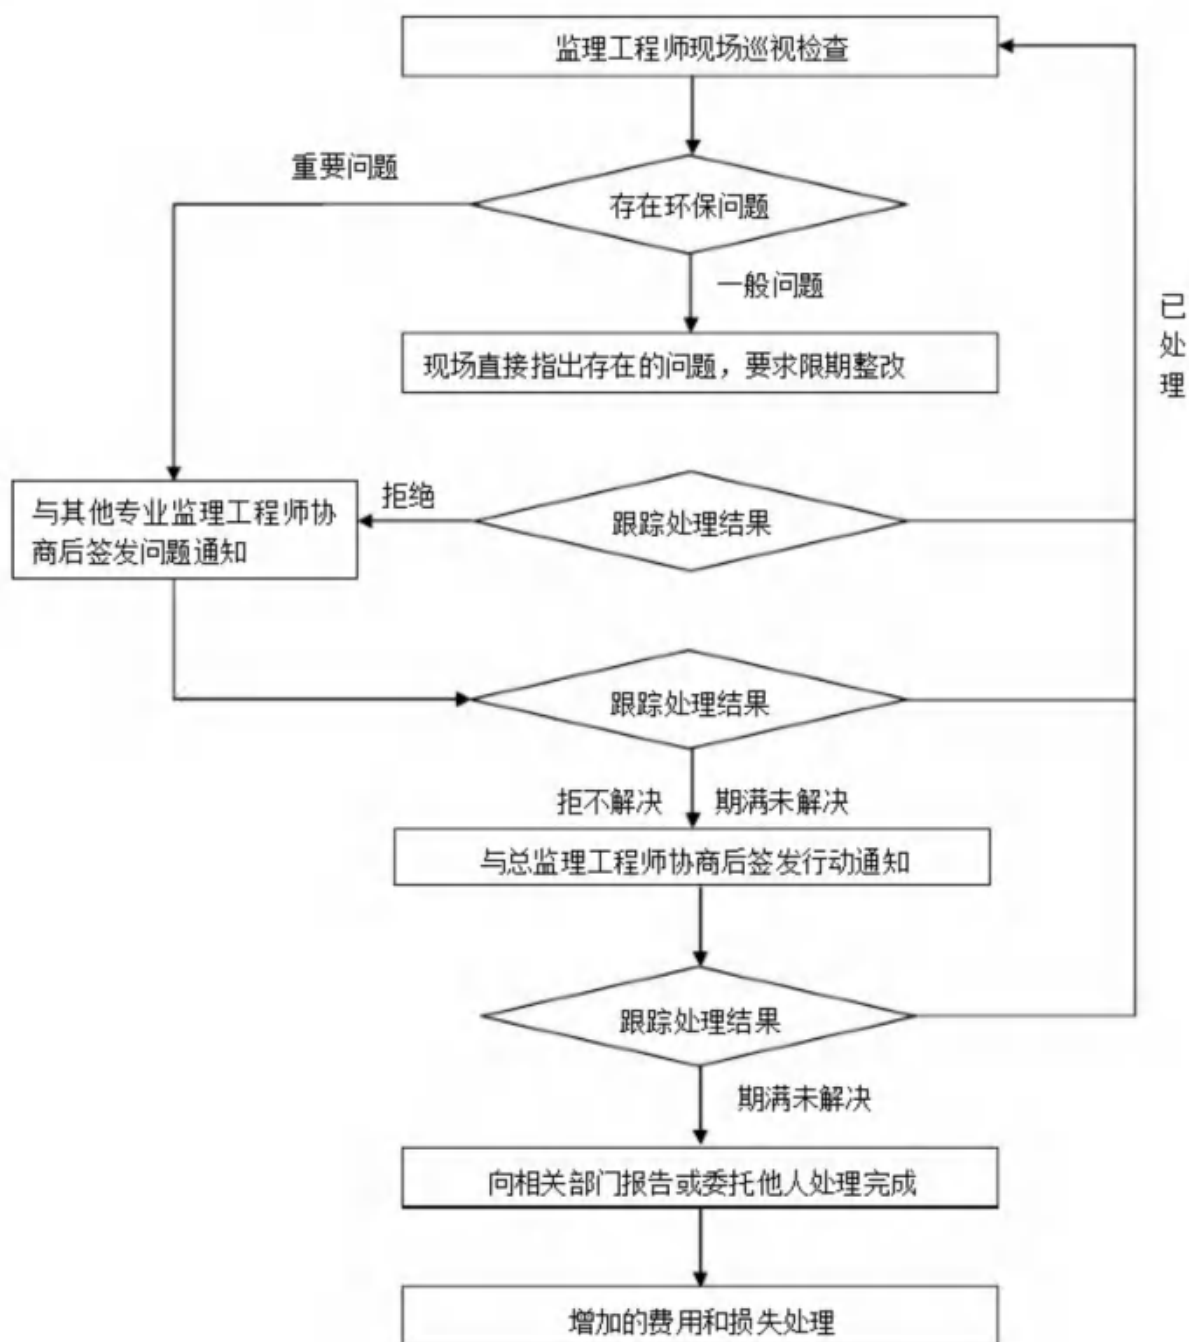 监理工程师现场巡视检查
重要问题
存在环保问题
一般问题
已
处
理
现场直接指出存在的问题，要求限期整改
与其他专业监理工程师协
商后签发问题通知
拒绝
跟踪处理结果
跟踪处理结果
拒不解决
期满未解决
与总监理工程师协商后签发行动通知
跟踪处理结果
期满未解决
向相关部门报告或委托他人处理完成
增加的费用和损失处理